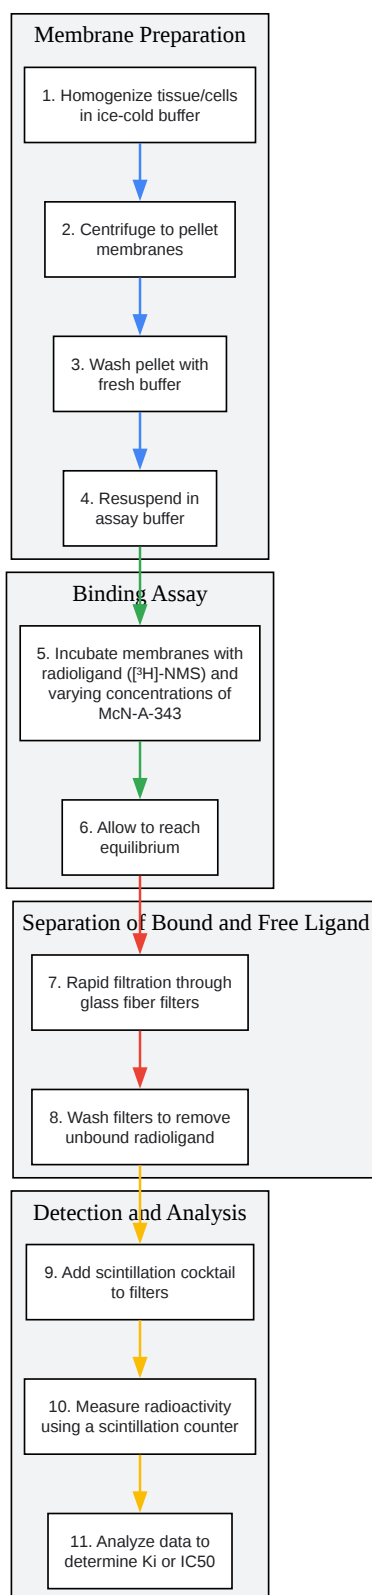 Membrane Preparation
1. Homogenize tissue/cells
in ice-cold buffer
2. Centrifuge to pellet
membranes
3. Wash pellet with
fresh buffer
4. Resuspend in
assay buffer
Binding Assay
5. Incubate membranes with
radioligand ([³H]-NMS) and
varying concentrations of
McN-A-343
6. Allow to reach
equilibrium
Separation of Bound and Free Ligand
7. Rapid filtration through
glass fiber filters
8. Wash filters to remove
unbound radioligand
Detection and Analysis
9. Add scintillation cocktail
to filters
10. Measure radioactivity
using a scintillation counter
11. Analyze data to
determine Ki or IC50